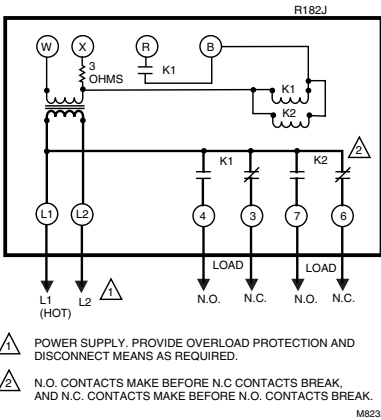 R182J
W X R B
3
OHMS
K1
K1
K2
K1 K2 2
L1 L2 4 3 7 6
LOAD LOAD
L1
(HOT)
L2 1 N.O. N.C. N.O. N.C.
1 POWER SUPPLY. PROVIDE OVERLOAD PROTECTION AND
DISCONNECT MEANS AS REQUIRED.
2 N.O. CONTACTS MAKE BEFORE N.C CONTACTS BREAK,
AND N.C. CONTACTS MAKE BEFORE N.O. CONTACTS BREAK.